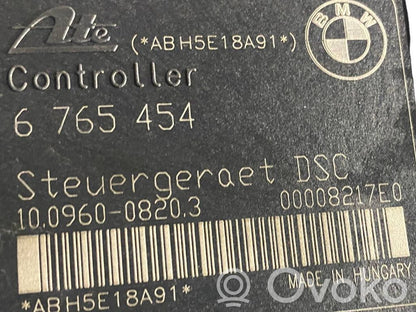 Ate (*ABH5E18A91*) BMW
Controller
6 765 454
Steuergeraet DSC
10.0960-0820.3 00008217E0
MADE IN HUNGARY
*ABH5E18A91*
Ovoko